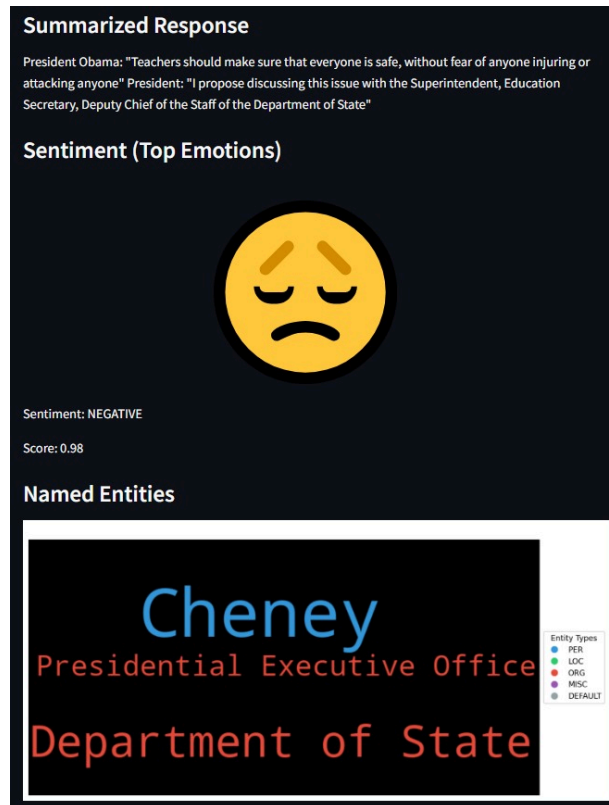 Summarized Response
President Obama: "Teachers should make sure that everyone is safe, without fear of anyone injuring or
attacking anyone" President: "I propose discussing this issue with the Superintendent, Education
Secretary, Deputy Chief of the Staff of the Department of State"
Sentiment (Top Emotions)
Sentiment: NEGATIVE
Score: 0.98
Named Entities
Cheney
Presidential Executive Office
Department of State
Entity Types
PER
LOC
ORG
MISC
DEFAULT